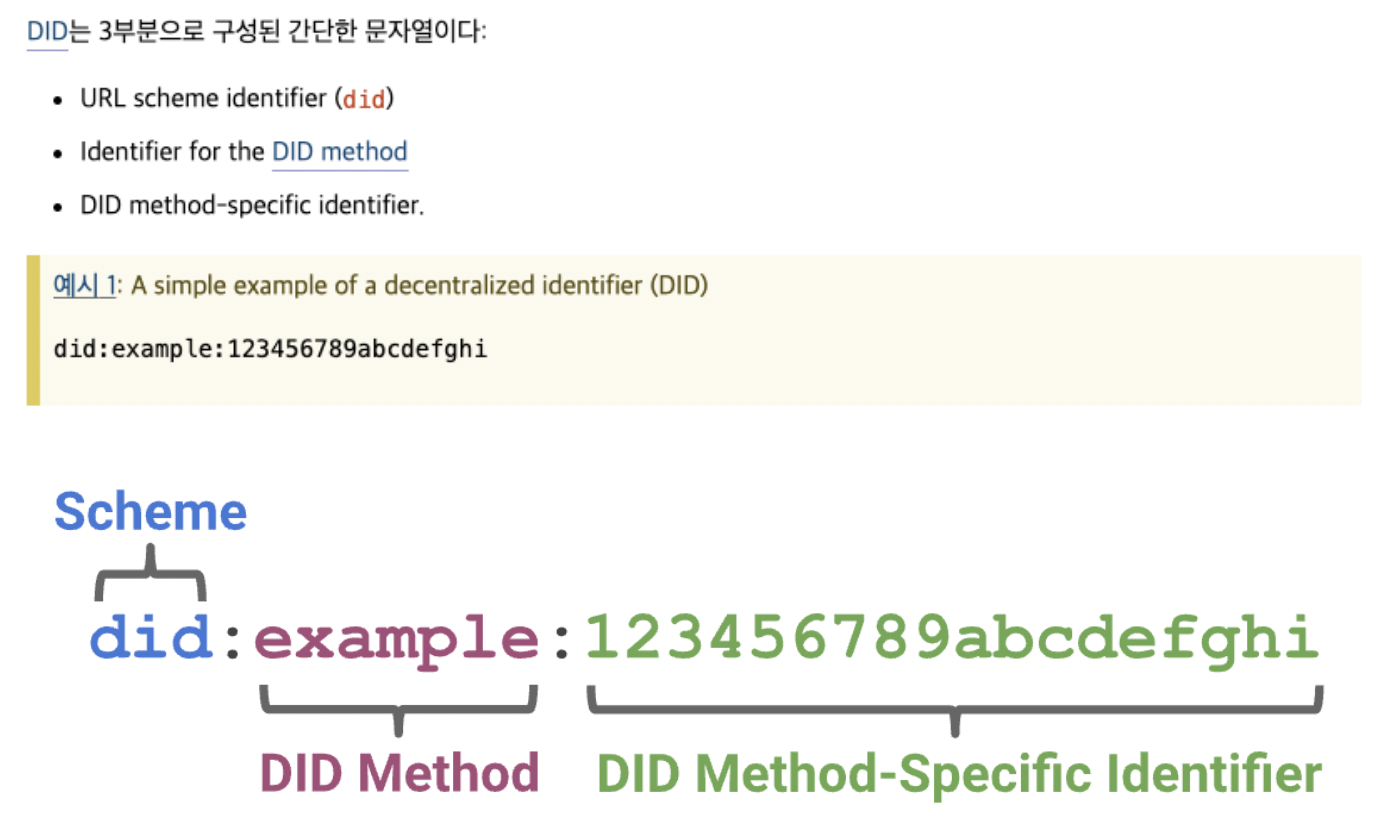 DID는 3부분으로 구성된 간단한 문자열이다:
• URL scheme identifier (did)
• Identifier for the DID method
• DID method-specific identifier.
예시 1: A simple example of a decentralized identifier (DID)
did:example:123456789abcdefghi
Scheme
did:example:123456789abcdefghi
DID Method DID Method-Specific Identifier